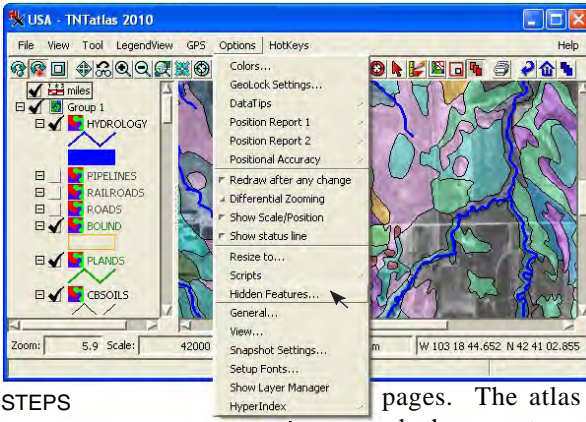 USA - TNTatlas 2010
File View Tool LegendView GPS Options HotKeys Help
miles
Group 1
HYDROLOGY
PIPELINES
RAILROADS
ROADS
BOUND
PLANDS
CBSOILS
Colors...
GeoLock Settings...
DataTips
Position Report 1
Position Report 2
Positional Accuracy
Redraw after any change
Differential Zooming
Show Scale/Position
Show status line
Resize to...
Scripts
Hidden Features...
General...
View...
Snapshot Settings...
Setup Fonts...
Show Layer Manager
HyperIndex
Zoom: 5.9 Scale: 42000 m W 103 18 44.652 N 42 41 02.855
STEPS
pages. The atlas